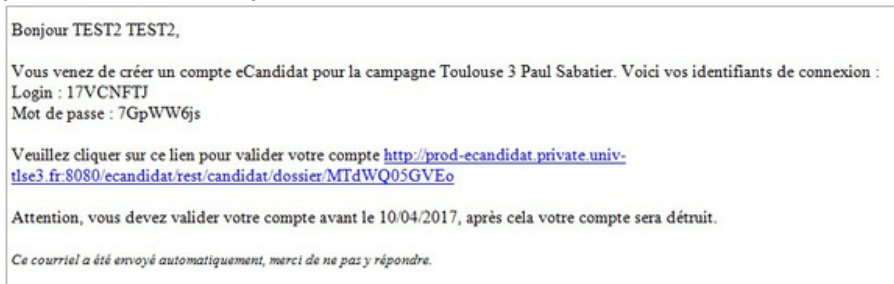 Bonjour TEST2 TEST2,
Vous venez de créer un compte eCandidat pour la campagne Toulouse 3 Paul Sabatier. Voici vos identifiants de connexion :
Login : 17VCNFTJ
Mot de passe : 7GpWW6js
Veuillez cliquer sur ce lien pour valider votre compte http://prod-ecandidat.private.univ-
tlse3.fr:8080/ecandidat/rest/candidat/dossier/MTdWQ05GVEo
Attention, vous devez valider votre compte avant le 10/04/2017, après cela votre compte sera détruit.
Ce courriel a été envoyé automatiquement, merci de ne pas y répondre.